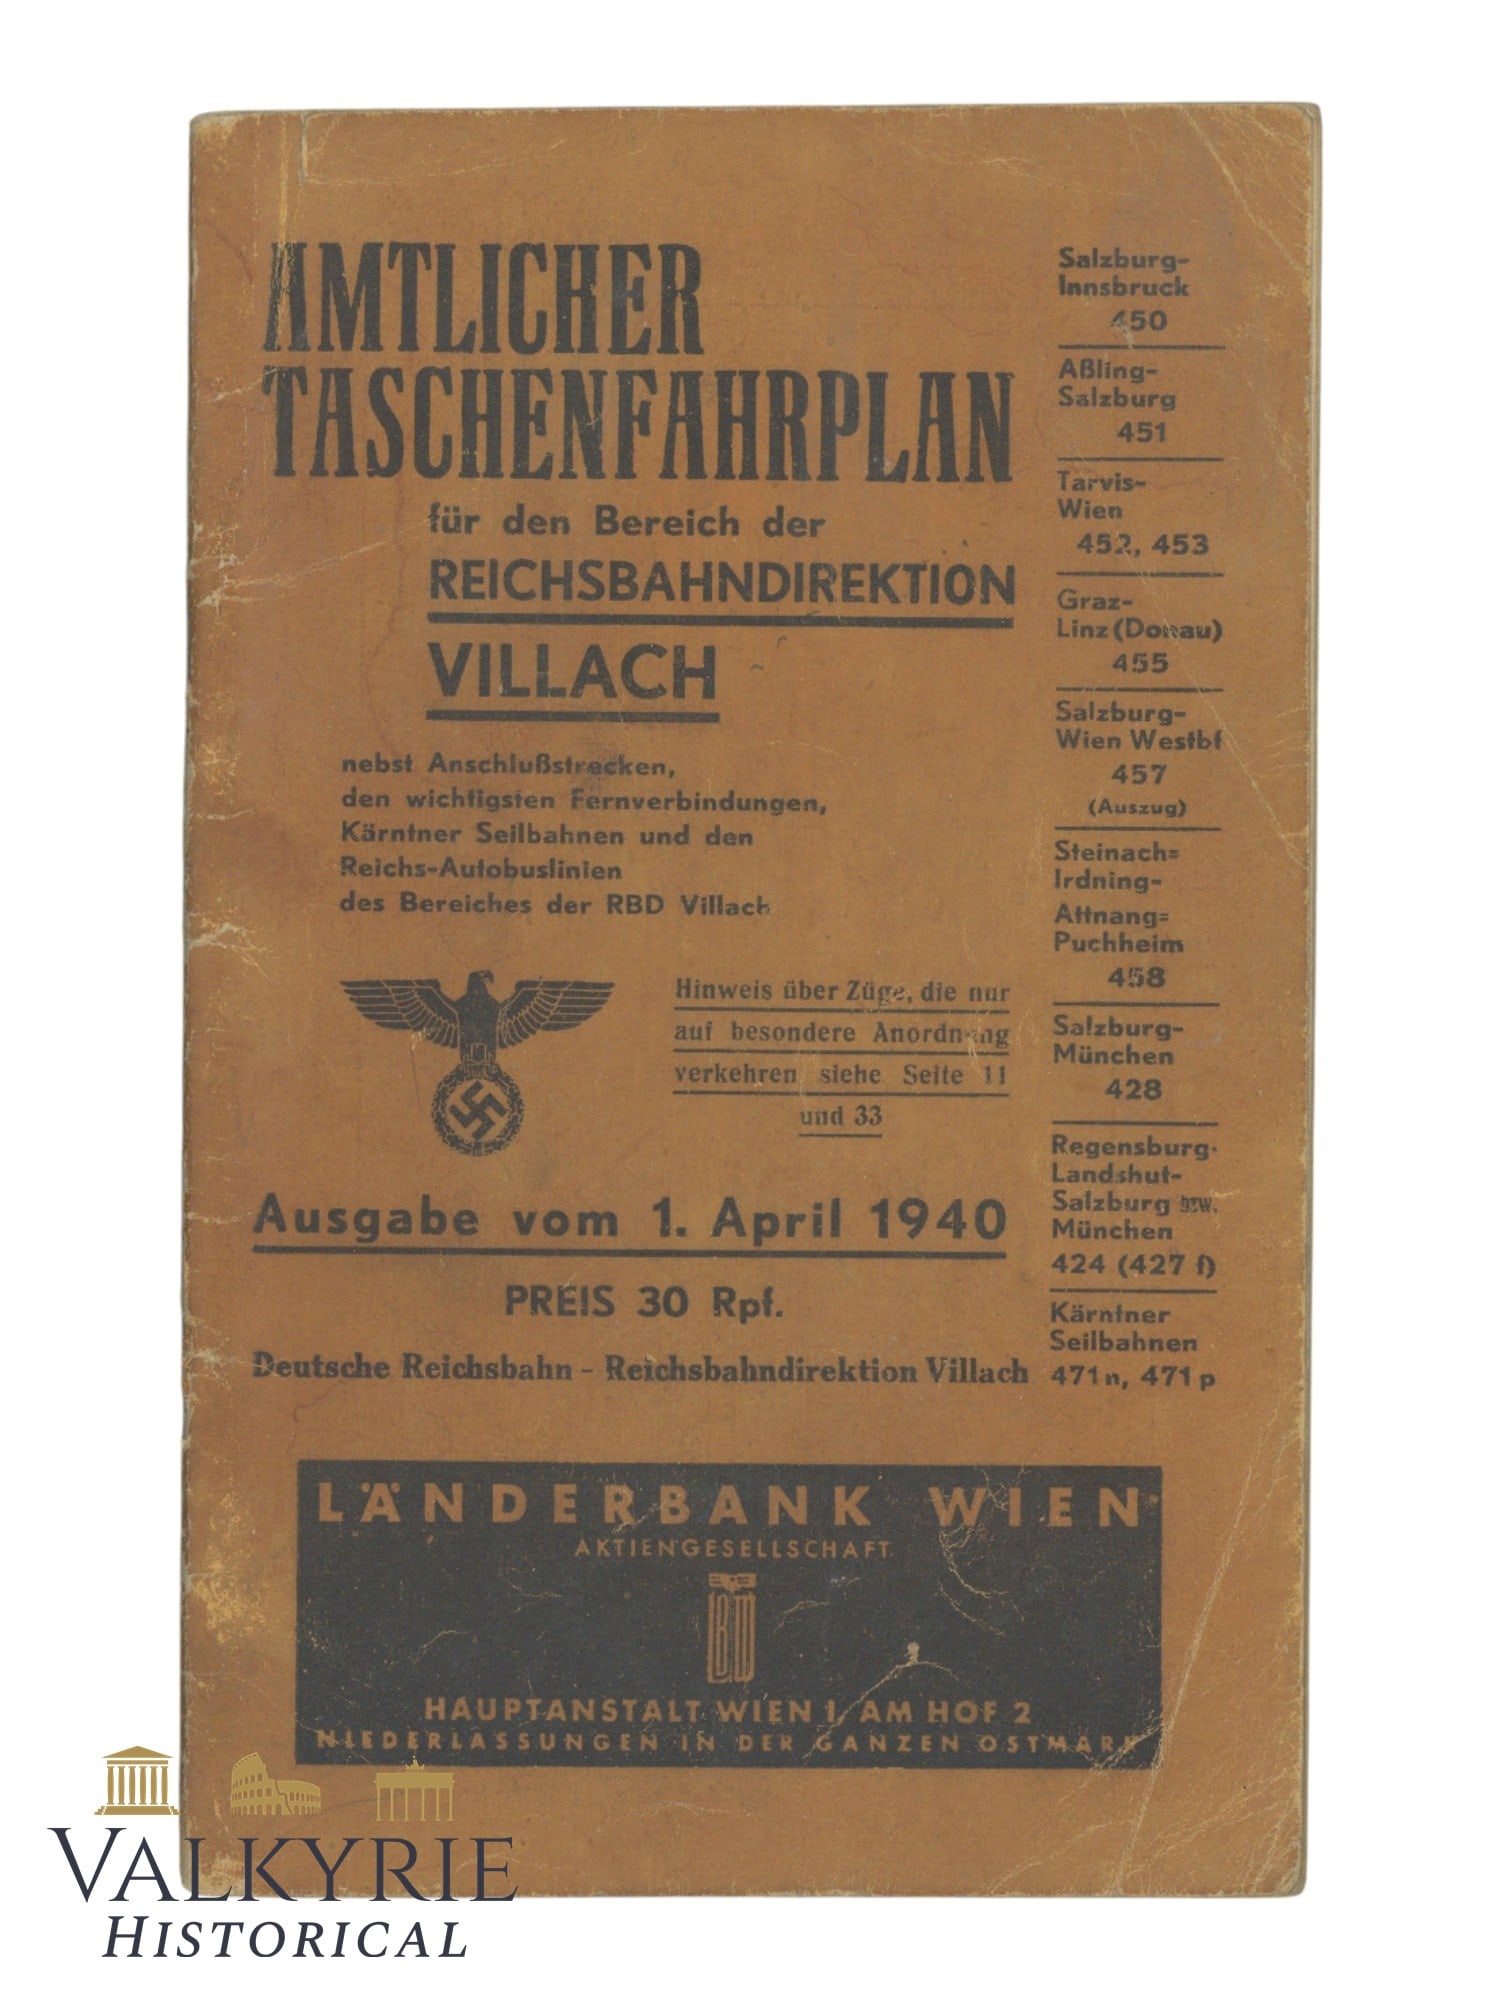 AMTLICHER
TASCHENFAHRPLAN
für den Bereich der
REICHSBAHNDIREKTION
VILLACH
nebst Anschlußstrecken,
den wichtigsten Fernverbindungen,
Kärntner Seilbahnen und den
Reichs-Autobuslinien
des Bereiches der RBD Villach
Hinweis über Züge, die nur
auf besondere Anordnung
verkehren siehe Seite 11
und 33
Ausgabe vom 1. April 1940
PREIS 30 Rpf.
Deutsche Reichsbahn - Reichsbahndirektion Villach
Salzburg-
Innsbruck
450
Aßling-
Salzburg
451
Tarvis-
Wien
452, 453
Graz-
Linz (Donau)
455
Salzburg-
Wien Westbf
457
(Auszug)
Steinach=
Irdning-
Attnang=
Puchheim
458
Salzburg-
München
428
Regensburg-
Landshut-
Salzburg bzw.
München
424 (427 f)
Kärntner
Seilbahnen
471 n, 471 p
LÄNDERBANK WIEN
AKTIENGESELLSCHAFT
LBW
HAUPTANSTALT WIEN I, AM HOF 2
NIEDERLASSUNGEN IN DER GANZEN OSTMARK
VALKYRIE
HISTORICAL